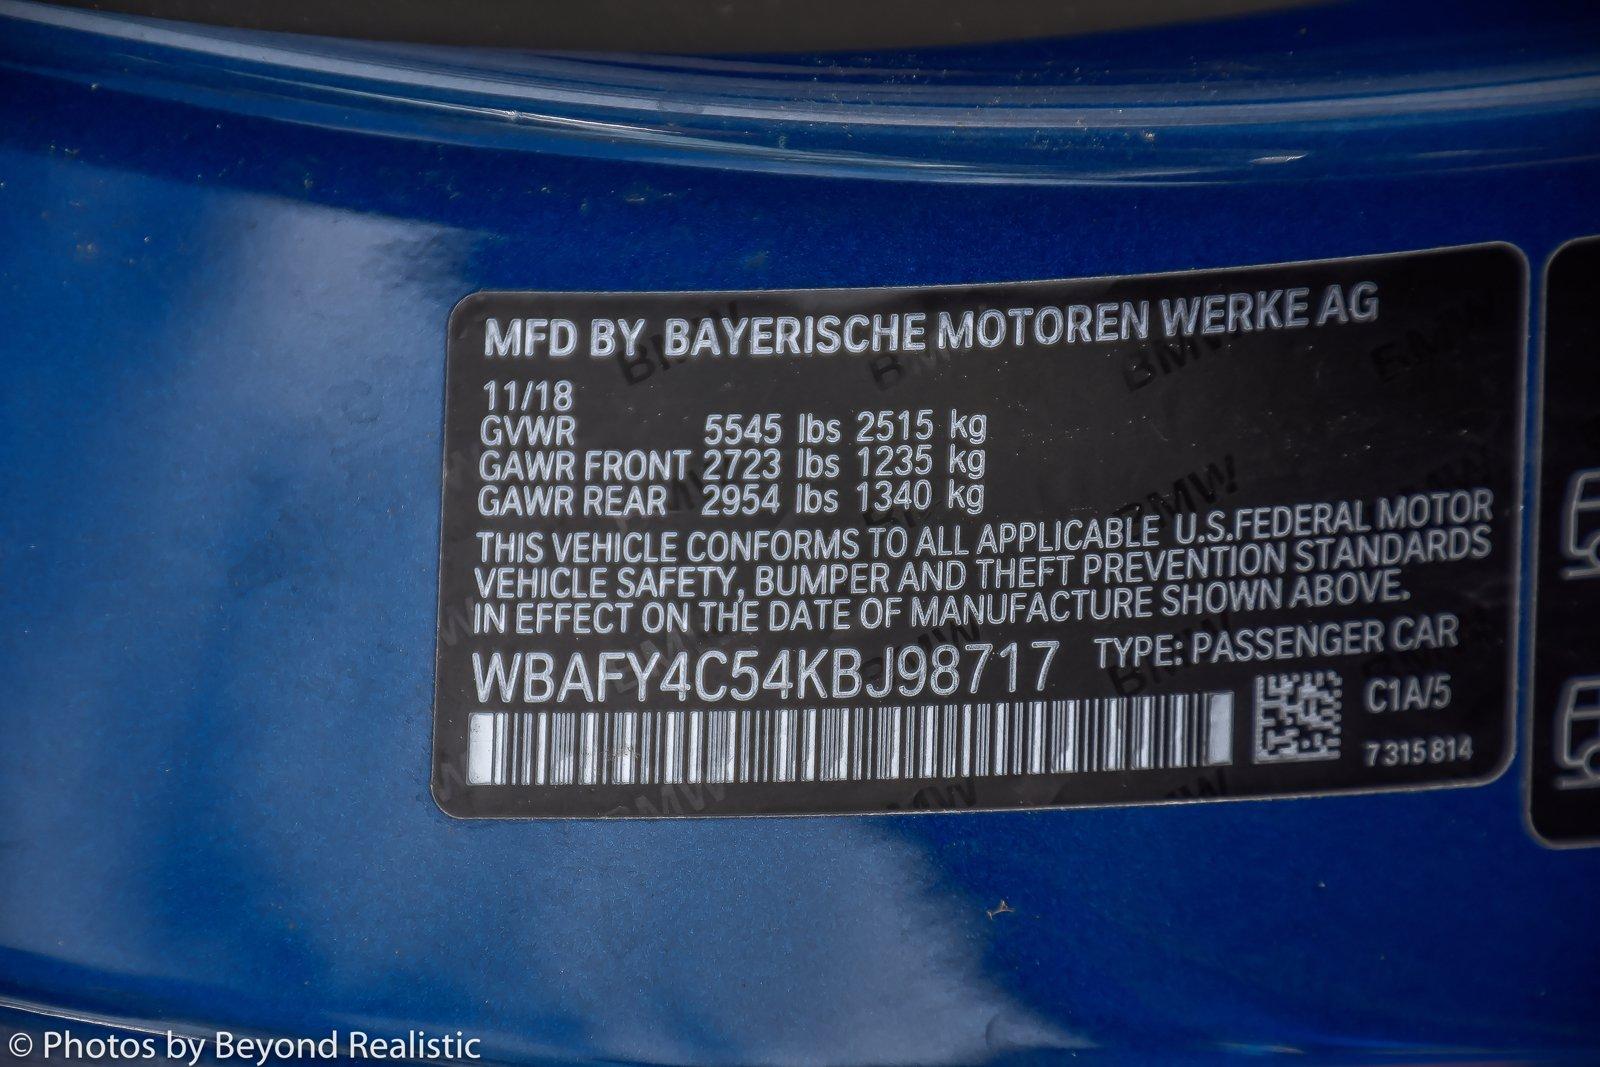 MFD BY BAYERISCHE MOTOREN WERKE AG
11/18
GVWR 5545 lbs 2515 kg
GAWR FRONT 2723 lbs 1235 kg
GAWR REAR 2954 lbs 1340 kg
THIS VEHICLE CONFORMS TO ALL APPLICABLE U.S.FEDERAL MOTOR
VEHICLE SAFETY, BUMPER AND THEFT PREVENTION STANDARDS
IN EFFECT ON THE DATE OF MANUFACTURE SHOWN ABOVE.
WBAFY4C54KBJ98717 TYPE: PASSENGER CAR
C1A/5
7 315 814
© Photos by Beyond Realistic